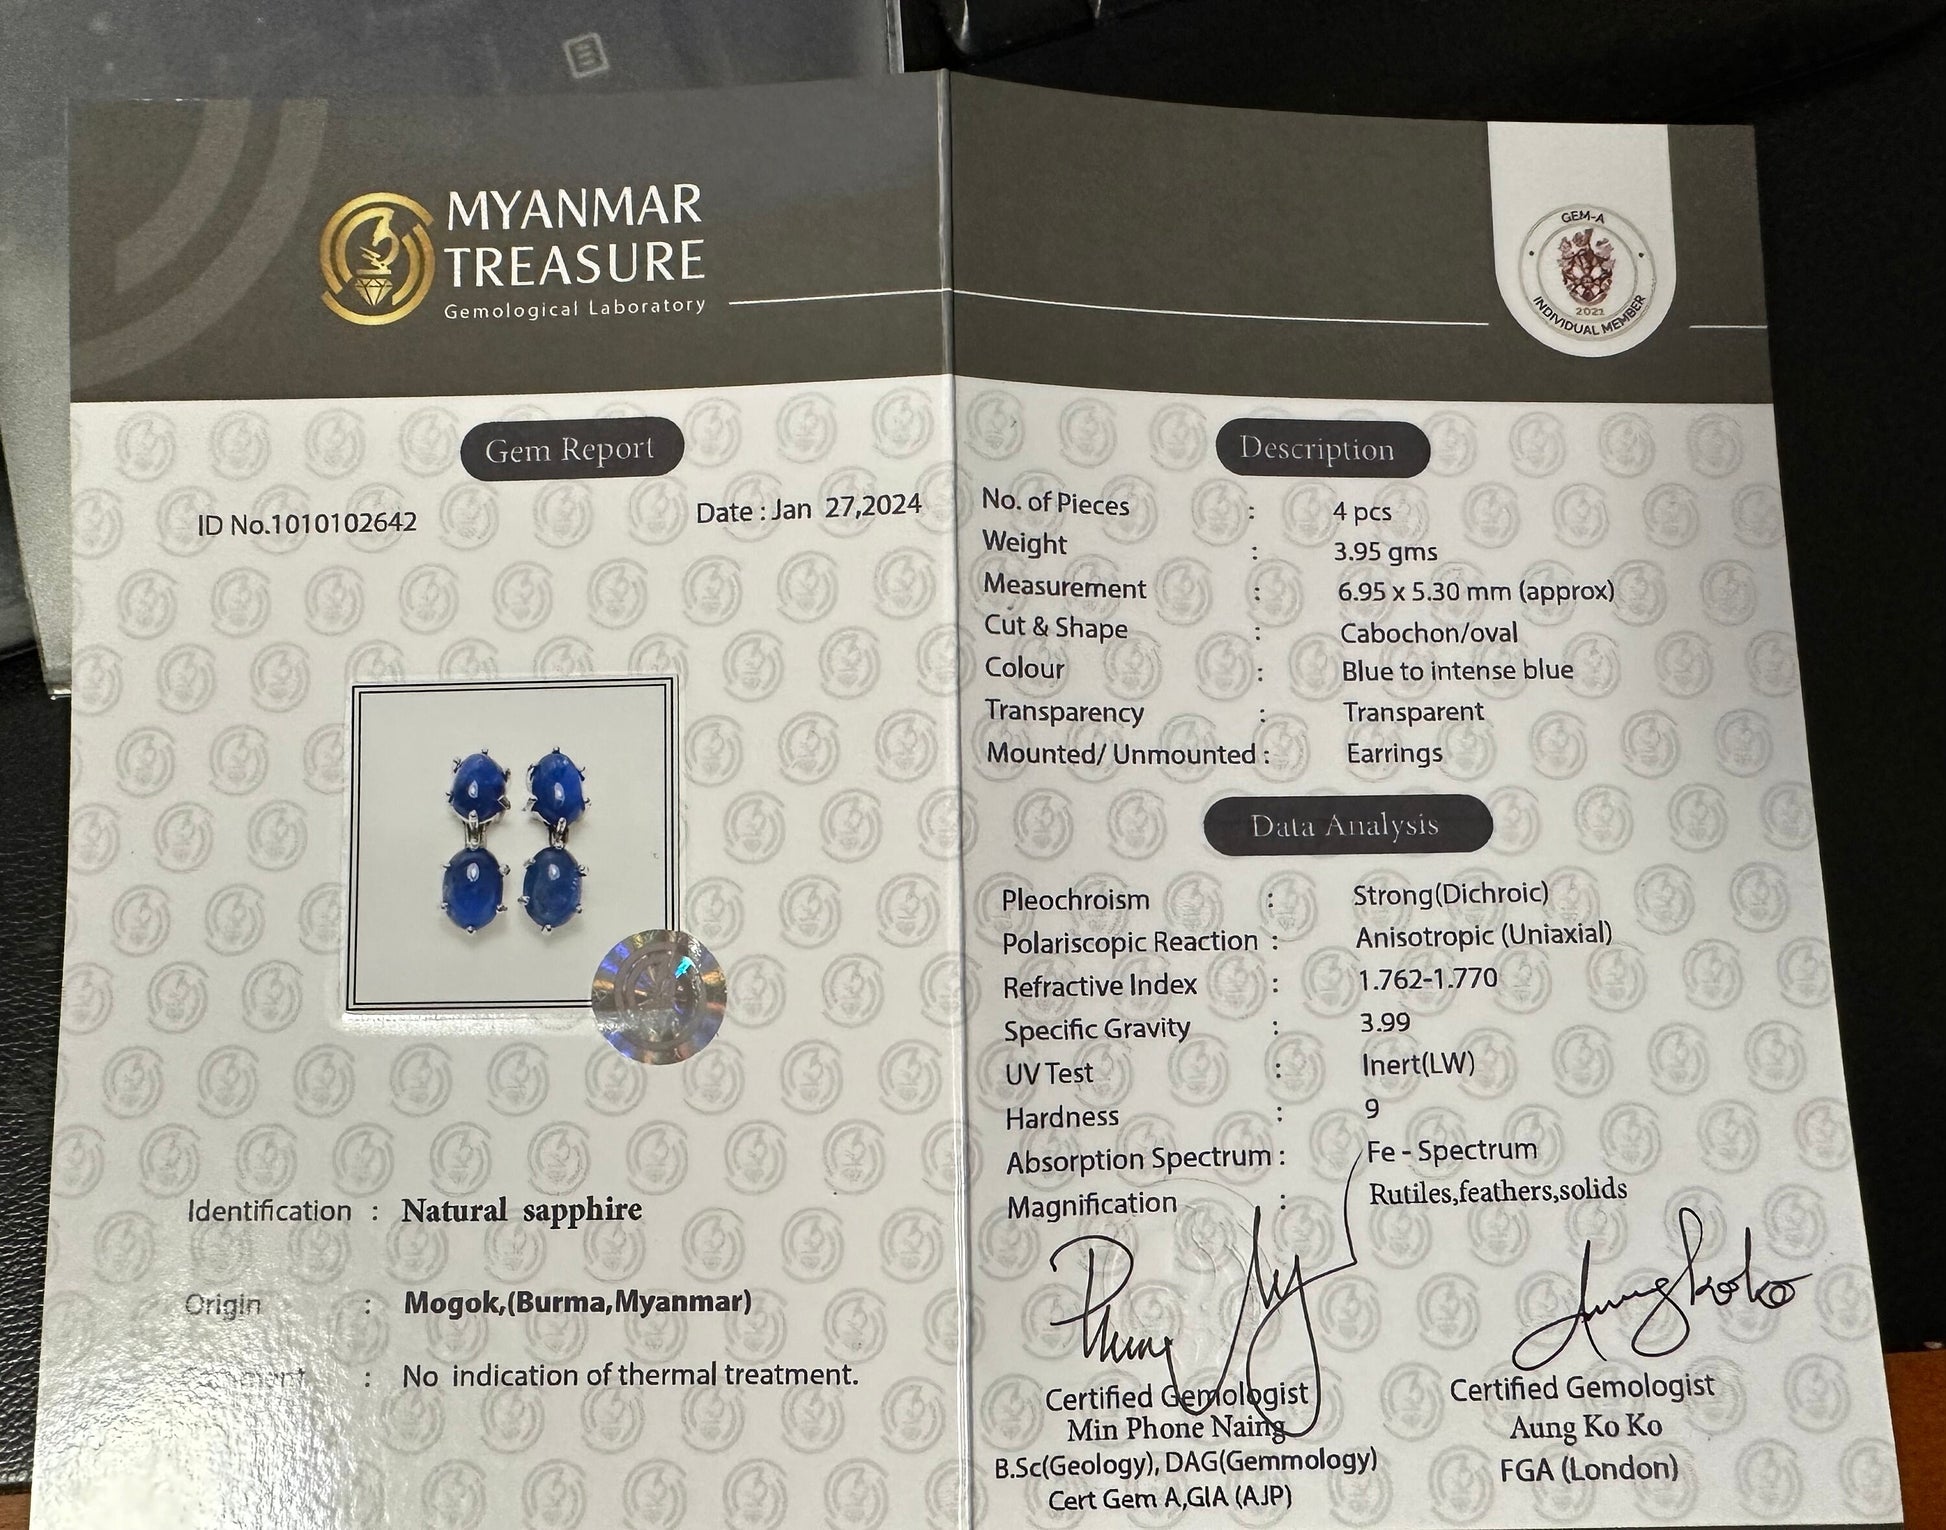 MYANMAR
TREASURE
Gemological Laboratory
GEM-A
2021
INDIVIDUAL MEMBER
Gem Report
ID No.1010102642
Date : Jan 27,2024
Identification : Natural sapphire
Origin : Mogok,(Burma,Myanmar)
Comment : No indication of thermal treatment.
Description
No. of Pieces : 4 pcs
Weight : 3.95 gms
Measurement : 6.95 x 5.30 mm (approx)
Cut & Shape : Cabochon/oval
Colour : Blue to intense blue
Transparency : Transparent
Mounted/ Unmounted : Earrings
Data Analysis
Pleochroism : Strong(Dichroic)
Polariscopic Reaction : Anisotropic (Uniaxial)
Refractive Index : 1.762-1.770
Specific Gravity : 3.99
UV Test : Inert(LW)
Hardness : 9
Absorption Spectrum : Fe - Spectrum
Magnification : Rutiles,feathers,solids
Aung Ko Ko
Certified Gemologist
Min Phone Naing
B.Sc(Geology), DAG(Gemmology)
Cert Gem A,GIA (AJP)
Certified Gemologist
Aung Ko Ko
FGA (London)